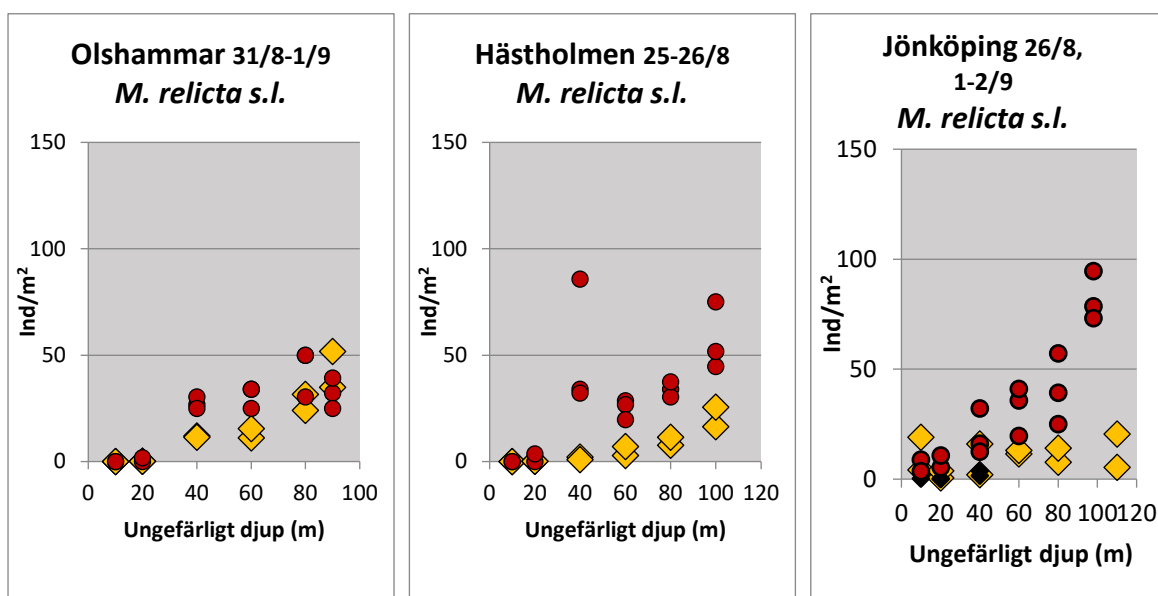 Olshammar 31/8-1/9
M. relicta s.l.
150
100
50
0
0 20 40 60 80 100
Ind/m²
Ungefärligt djup (m)
Hästholmen 25-26/8
M. relicta s.l.
150
100
50
0
0 20 40 60 80 100 120
Ind/m²
Ungefärligt djup (m)
Jönköping 26/8,
1-2/9
M. relicta s.l.
150
100
50
0
0 20 40 60 80 100 120
Ind/m²
Ungefärligt djup (m)